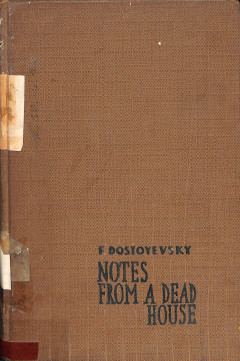 F DOSTOYEVSKY
NOTES
FROM A DEAD
HOUSE